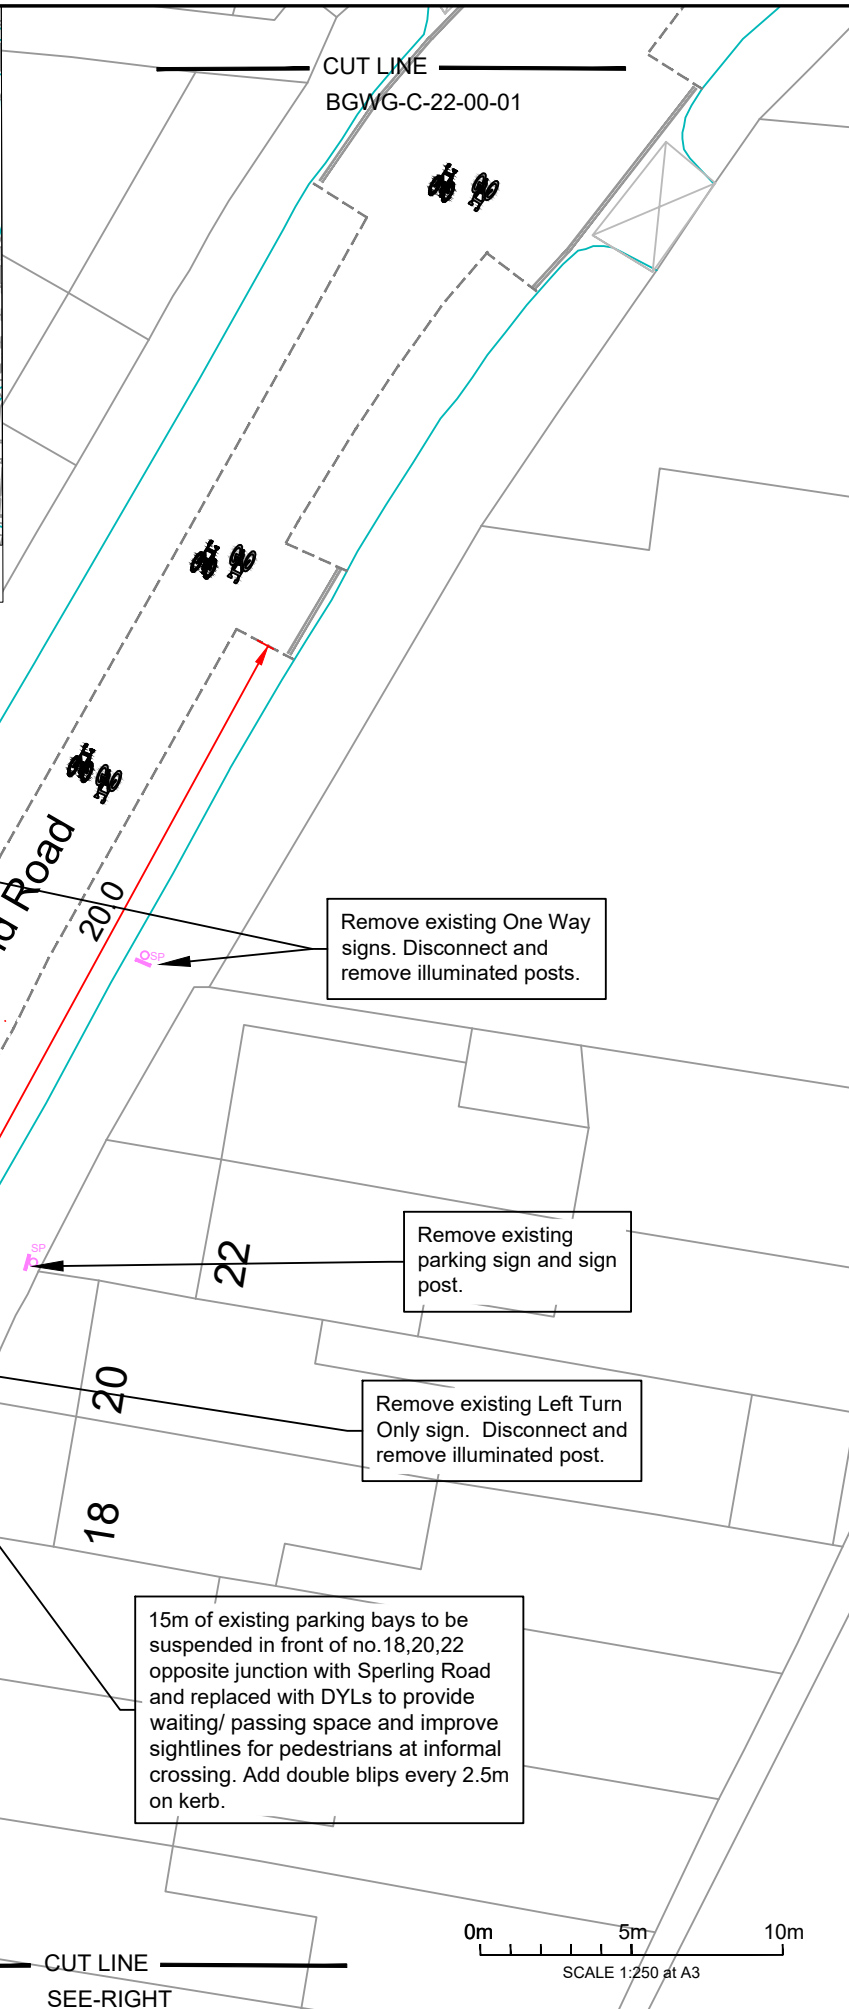 CUT LINE
BGWG-C-22-00-01
Road
20.0
Remove existing One Way
signs. Disconnect and
remove illuminated posts.
SP
SP
22
Remove existing
parking sign and sign
post.
20
Remove existing Left Turn
Only sign. Disconnect and
remove illuminated post.
18
15m of existing parking bays to be
suspended in front of no.18,20,22
opposite junction with Sperling Road
and replaced with DYLs to provide
waiting/ passing space and improve
sightlines for pedestrians at informal
crossing. Add double blips every 2.5m
on kerb.
0m 5m 10m
SCALE 1:250 at A3
CUT LINE
SEE-RIGHT